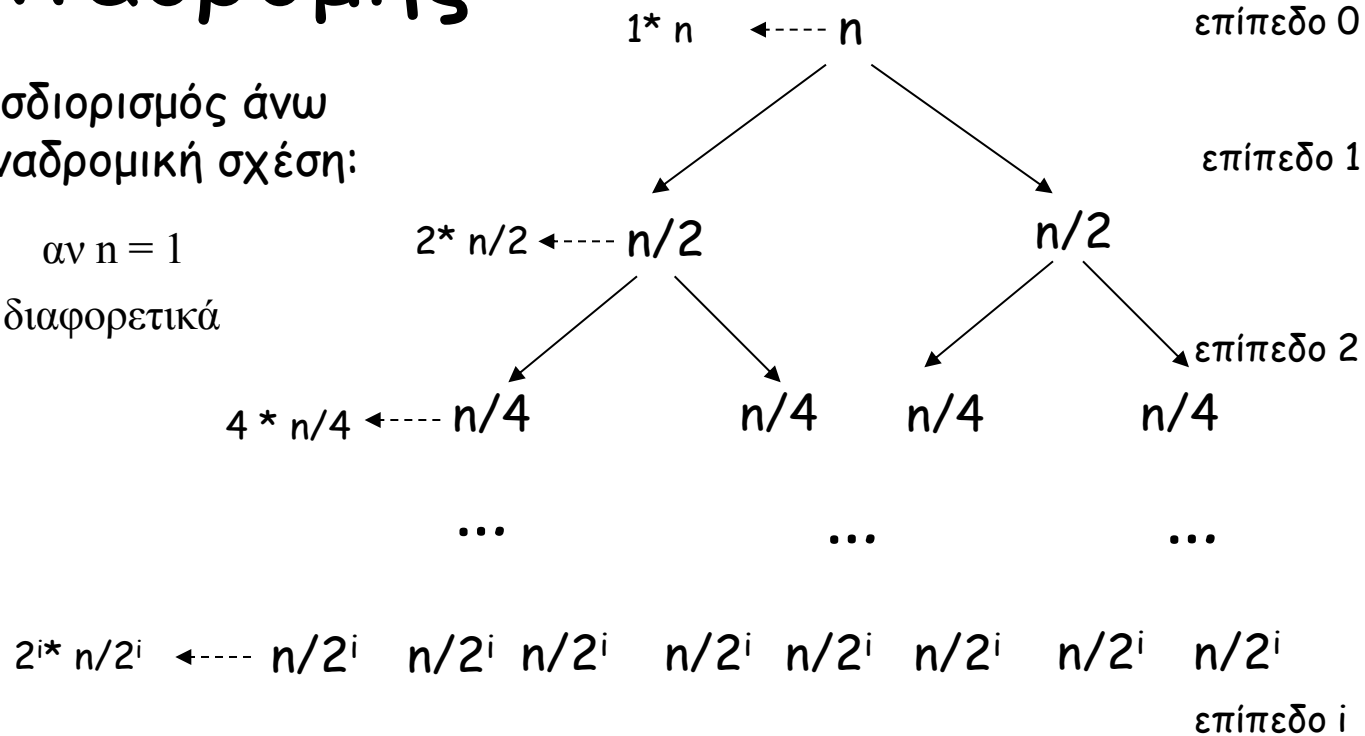 1* n n επίπεδο 0
σδιορισμός άνω
ναδρομική σχέση:
επίπεδο 1
αν n = 1
2* n/2 n/2 n/2
διαφορετικά
επίπεδο 2
4 * n/4 n/4 n/4 n/4 n/4
... ... ...
2ⁱ* n/2ⁱ n/2ⁱ n/2ⁱ n/2ⁱ n/2ⁱ n/2ⁱ n/2ⁱ n/2ⁱ n/2ⁱ
επίπεδο i